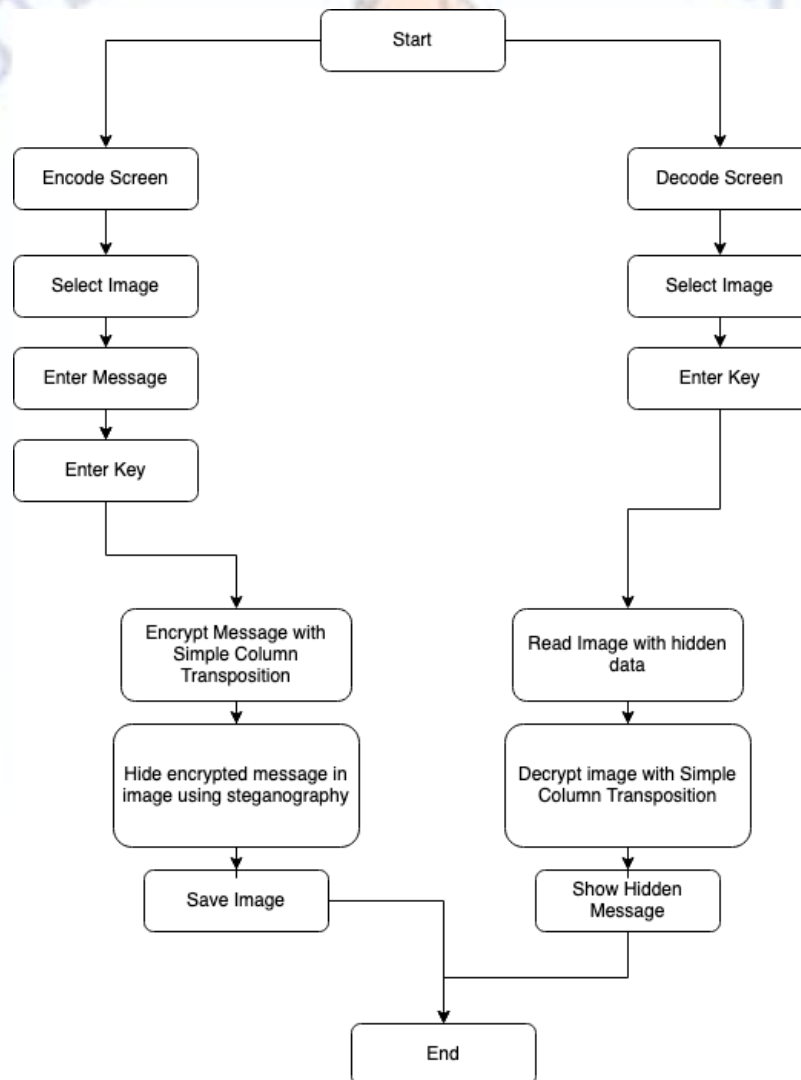 Start
Encode Screen
Decode Screen
Select Image
Select Image
Enter Message
Enter Key
Enter Key
Encrypt Message with
Simple Column
Transposition
Read Image with hidden
data
Hide encrypted message in
image using steganography
Decrypt image with Simple
Column Transposition
Save Image
Show Hidden
Message
End